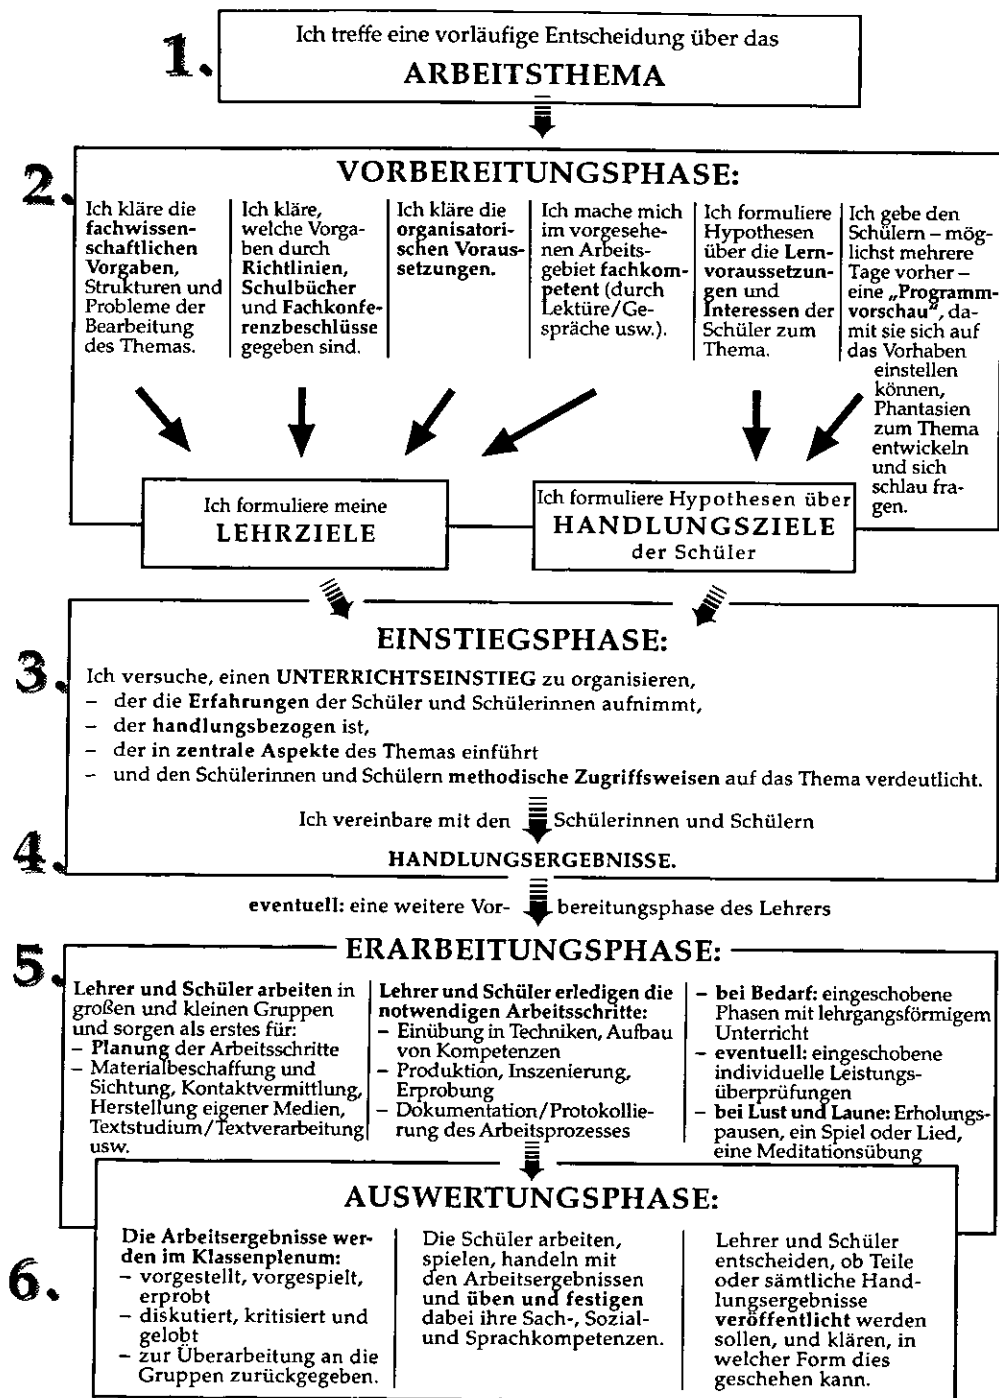 1.
Ich treffe eine vorläufige Entscheidung über das
ARBEITSTHEMA
2.
VORBEREITUNGSPHASE:
Ich kläre die
fachwissen-
schaftlichen
Vorgaben,
Strukturen und
Probleme der
Bearbeitung
des Themas.
Ich kläre,
welche Vorga-
ben durch
Richtlinien,
Schulbücher
und Fachkonfe-
renzbeschlüsse
gegeben sind.
Ich kläre die
organisatori-
schen Voraus-
setzungen.
Ich mache mich
im vorgesehe-
nen Arbeits-
gebiet fachkom-
petent (durch
Lektüre/Ge-
spräche usw.).
Ich formuliere
Hypothesen
über die Lern-
voraussetzun-
gen und
Interessen der
Schüler zum
Thema.
Ich gebe den
Schülern – mög-
lichst mehrere
Tage vorher –
eine „Programm-
vorschau“, da-
mit sie sich auf
das Vorhaben
einstellen
können,
Phantasien
zum Thema
entwickeln
und sich
schlau fra-
gen.
Ich formuliere meine
LEHRZIELE
Ich formuliere Hypothesen über
HANDLUNGSZIELE
der Schüler
3.
EINSTIEGSPHASE:
Ich versuche, einen UNTERRICHTSEINSTIEG zu organisieren,
– der die Erfahrungen der Schüler und Schülerinnen aufnimmt,
– der handlungsbezogen ist,
– der in zentrale Aspekte des Themas einführt
– und den Schülerinnen und Schülern methodische Zugriffsweisen auf das Thema verdeutlicht.
Ich vereinbare mit den Schülerinnen und Schülern
4.
HANDLUNGSERGEBNISSE.
eventuell: eine weitere Vor- bereitungsphase des Lehrers
5.
ERARBEITUNGSPHASE:
Lehrer und Schüler arbeiten in
großen und kleinen Gruppen
und sorgen als erstes für:
– Planung der Arbeitsschritte
– Materialbeschaffung und
Sichtung, Kontaktvermittlung,
Herstellung eigener Medien,
Textstudium/Textverarbeitung
usw.
Lehrer und Schüler erledigen die
notwendigen Arbeitsschritte:
– Einübung in Techniken, Aufbau
von Kompetenzen
– Produktion, Inszenierung,
Erprobung
– Dokumentation/Protokollie-
rung des Arbeitsprozesses
– bei Bedarf: eingeschobene
Phasen mit lehrgangsförmigem
Unterricht
– eventuell: eingeschobene
individuelle Leistungs-
überprüfungen
– bei Lust und Laune: Erholungs-
pausen, ein Spiel oder Lied,
eine Meditationsübung
6.
AUSWERTUNGSPHASE:
Die Arbeitsergebnisse wer-
den im Klassenplenum:
– vorgestellt, vorgespielt,
erprobt
– diskutiert, kritisiert und
gelobt
– zur Überarbeitung an die
Gruppen zurückgegeben.
Die Schüler arbeiten,
spielen, handeln mit
den Arbeitsergebnissen
und üben und festigen
dabei ihre Sach-, Sozial-
und Sprachkompetenzen.
Lehrer und Schüler
entscheiden, ob Teile
oder sämtliche Hand-
lungsergebnisse
veröffentlicht werden
sollen, und klären, in
welcher Form dies
geschehen kann.